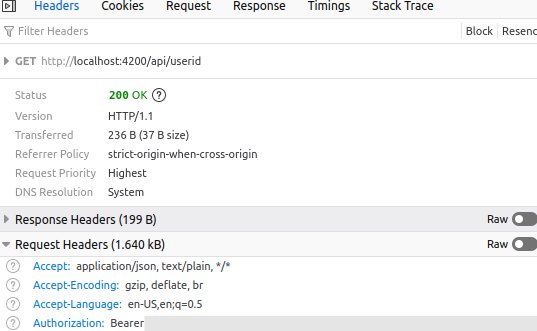 Headers Cookies Request Response Timings Stack Trace
Filter Headers Block Resend
GET http://localhost:4200/api/userid
Status 200 OK ?
Version HTTP/1.1
Transferred 236 B (37 B size)
Referrer Policy strict-origin-when-cross-origin
Request Priority Highest
DNS Resolution System
Response Headers (199 B) Raw
Request Headers (1.640 kB) Raw
? Accept: application/json, text/plain, */*
? Accept-Encoding: gzip, deflate, br
? Accept-Language: en-US,en;q=0.5
? Authorization: Bearer